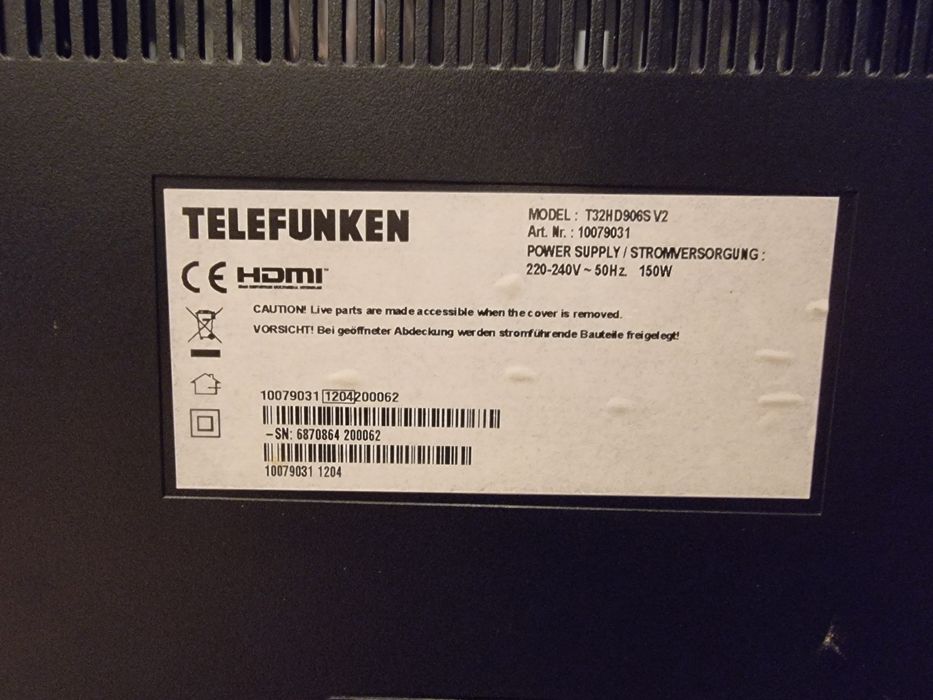 TELEFUNKEN
MODEL : T32HD906S V2
Art. Nr. : 10079031
POWER SUPPLY / STROMVERSORGUNG :
220-240V ~ 50Hz. 150W
CE HDMI™
CAUTION! Live parts are made accessible when the cover is removed.
VORSICHT! Bei geöffneter Abdeckung werden stromführende Bauteile freigelegt!
10079031 1204 200062
-SN: 6870864 200062
10079031 1204